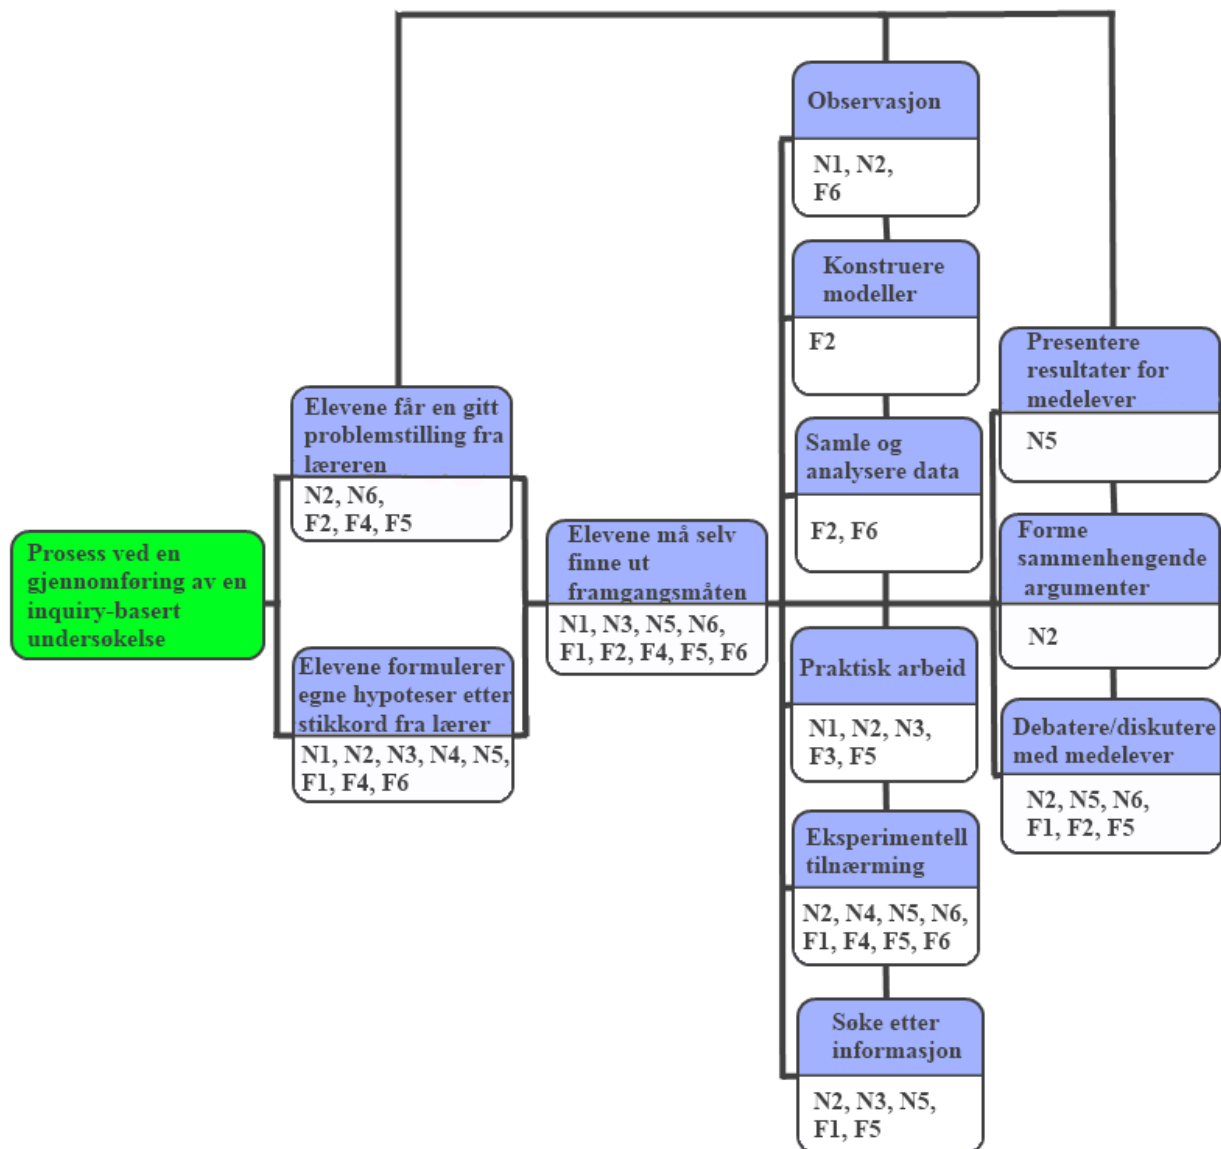 Prosess ved en
gjennomføring av en
inquiry-basert
undersøkelse
Elevene får en gitt
problemstilling fra
læreren
N2, N6,
F2, F4, F5
Elevene formulerer
egne hypoteser etter
stikkord fra lærer
N1, N2, N3, N4, N5,
F1, F4, F6
Elevene må selv
finne ut
framgangsmåten
N1, N3, N5, N6,
F1, F2, F4, F5, F6
Observasjon
N1, N2,
F6
Konstruere
modeller
F2
Samle og
analysere data
F2, F6
Praktisk arbeid
N1, N2, N3,
F3, F5
Eksperimentell
tilnærming
N2, N4, N5, N6,
F1, F4, F5, F6
Søke etter
informasjon
N2, N3, N5,
F1, F5
Presentere
resultater for
medelever
N5
Forme
sammenhengende
argumenter
N2
Debatere/diskutere
med medelever
N2, N5, N6,
F1, F2, F5